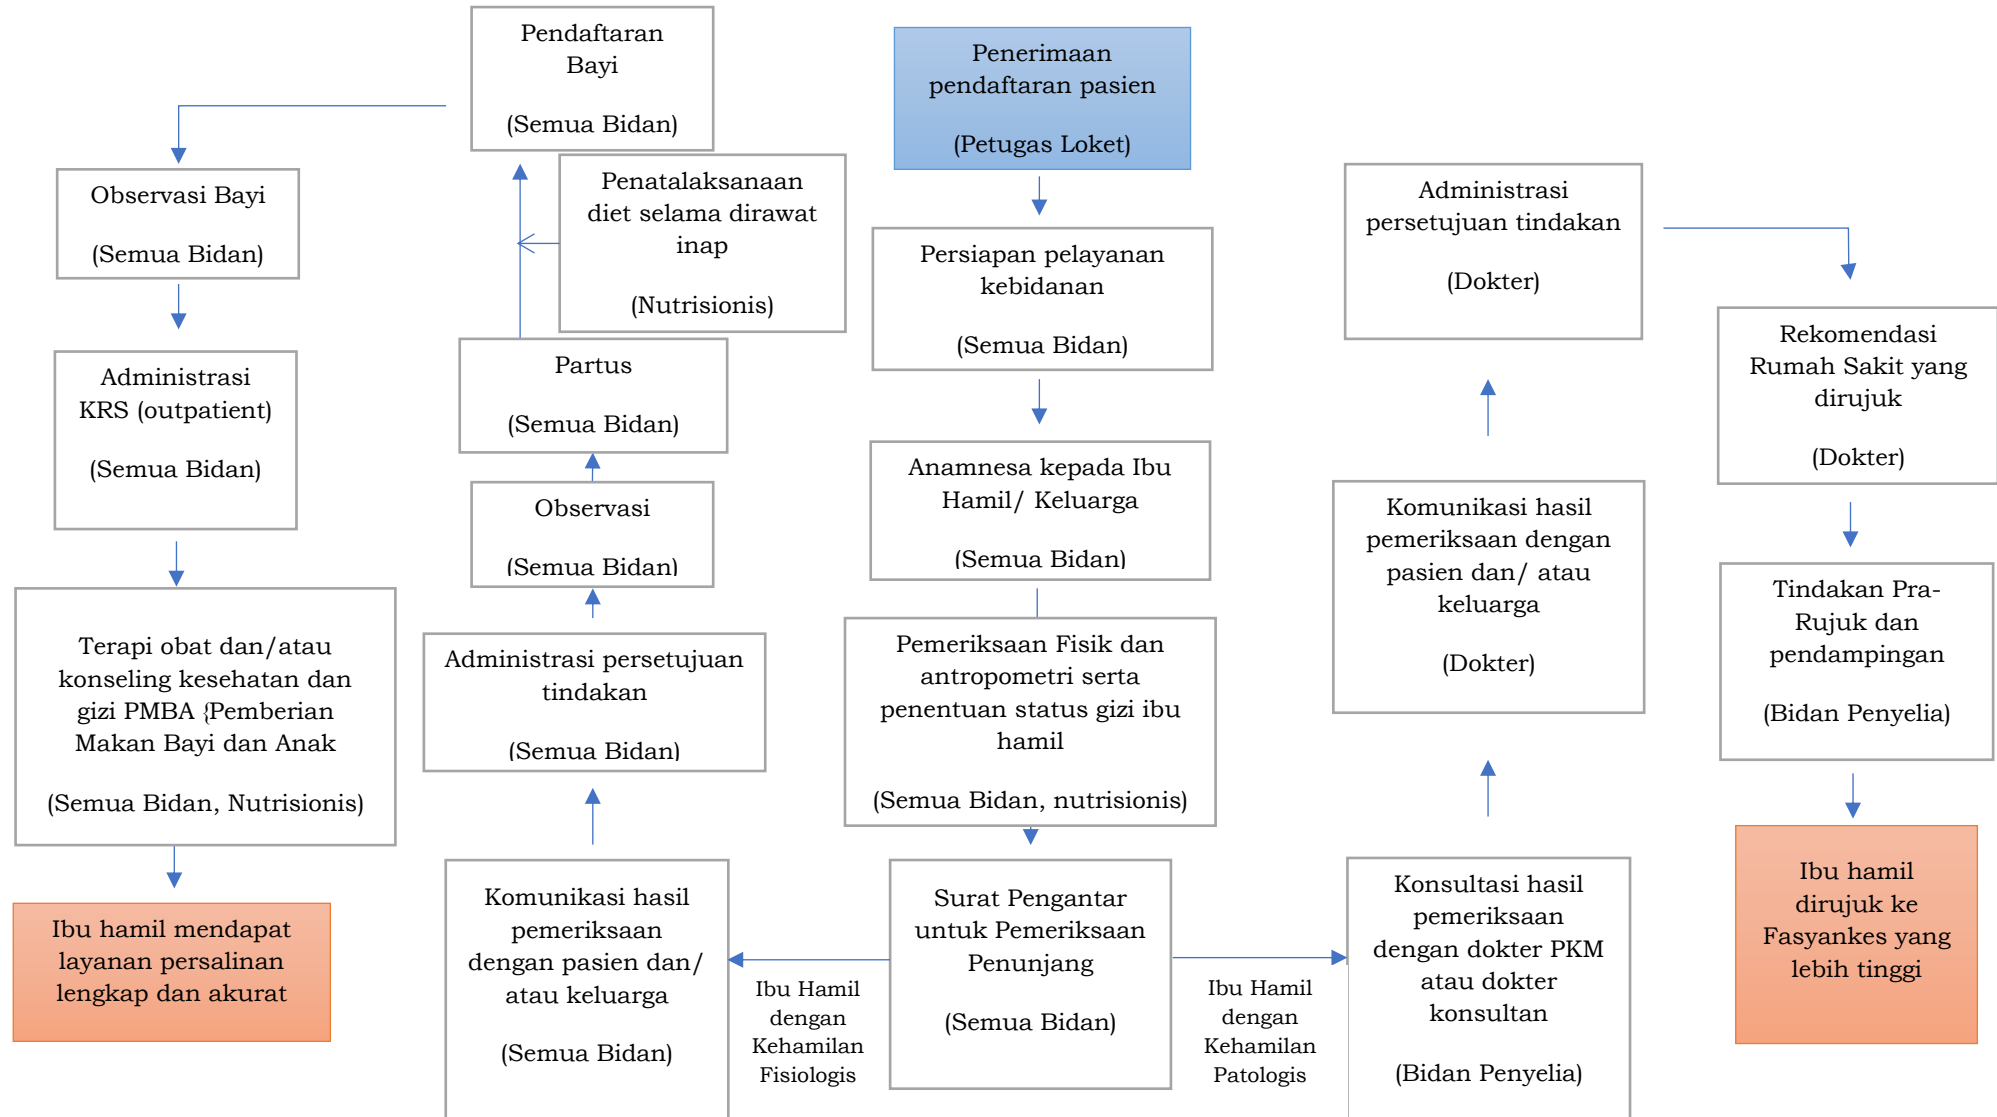 Penerimaan
pendaftaran pasien
(Petugas Loket)
Persiapan pelayanan
kebidanan
(Semua Bidan)
Anamnesa kepada Ibu
Hamil/ Keluarga
(Semua Bidan)
Pemeriksaan Fisik dan
antropometri serta
penentuan status gizi ibu
hamil
(Semua Bidan, nutrisionis)
Surat Pengantar
untuk Pemeriksaan
Penunjang
(Semua Bidan)
Ibu Hamil
dengan
Kehamilan
Fisiologis
Komunikasi hasil
pemeriksaan
dengan pasien dan/
atau keluarga
(Semua Bidan)
Administrasi persetujuan
tindakan
(Semua Bidan)
Observasi
(Semua Bidan)
Partus
(Semua Bidan)
Penatalaksanaan
diet selama dirawat
inap
(Nutrisionis)
Pendaftaran
Bayi
(Semua Bidan)
Observasi Bayi
(Semua Bidan)
Administrasi
KRS (outpatient)
(Semua Bidan)
Terapi obat dan/atau
konseling kesehatan dan
gizi PMBA {Pemberian
Makan Bayi dan Anak
(Semua Bidan, Nutrisionis)
Ibu hamil mendapat
layanan persalinan
lengkap dan akurat
Ibu Hamil
dengan
Kehamilan
Patologis
Konsultasi hasil
pemeriksaan
dengan dokter PKM
atau dokter
konsultan
(Bidan Penyelia)
Komunikasi hasil
pemeriksaan dengan
pasien dan/ atau
keluarga
(Dokter)
Administrasi
persetujuan tindakan
(Dokter)
Rekomendasi
Rumah Sakit yang
dirujuk
(Dokter)
Tindakan Pra-
Rujuk dan
pendampingan
(Bidan Penyelia)
Ibu hamil
dirujuk ke
Fasyankes yang
lebih tinggi